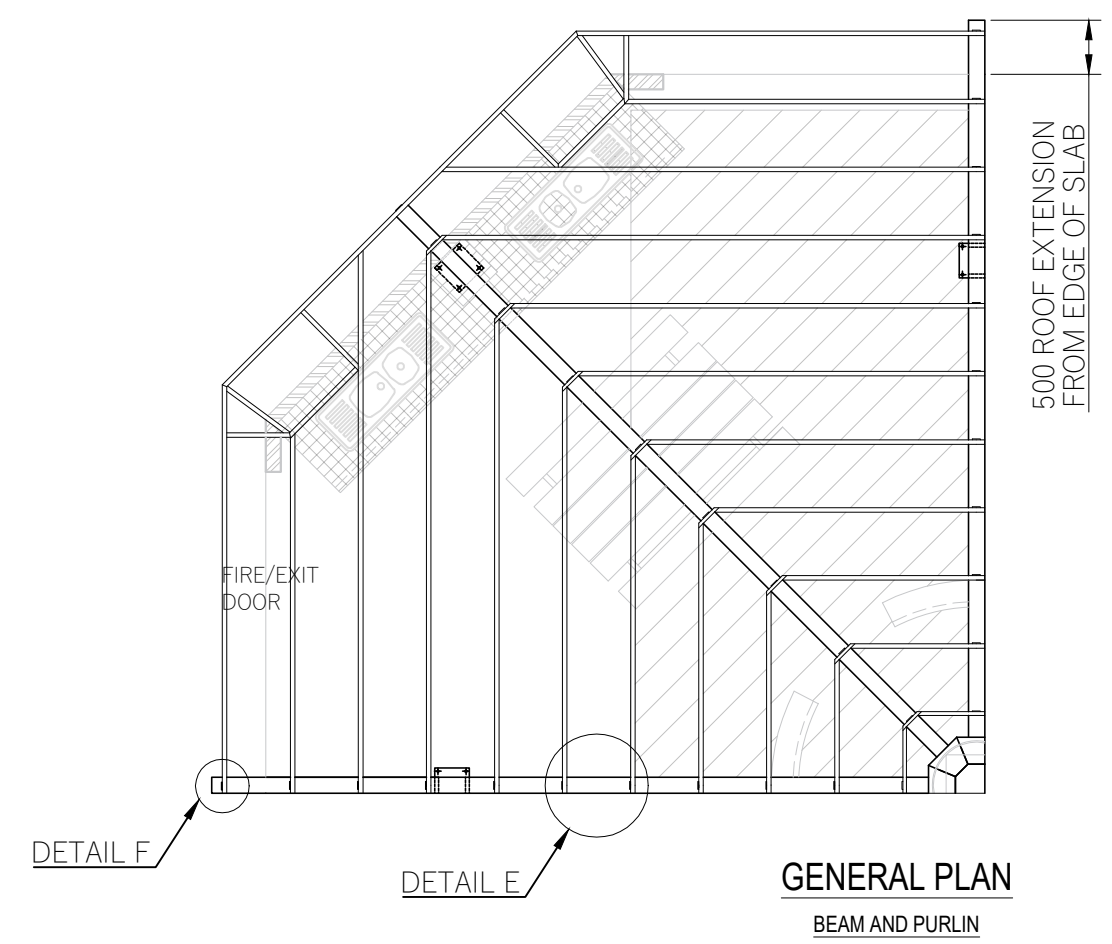 500 ROOF EXTENSION
FROM EDGE OF SLAB
FIRE/EXIT
DOOR
DETAIL F
DETAIL E
GENERAL PLAN
BEAM AND PURLIN